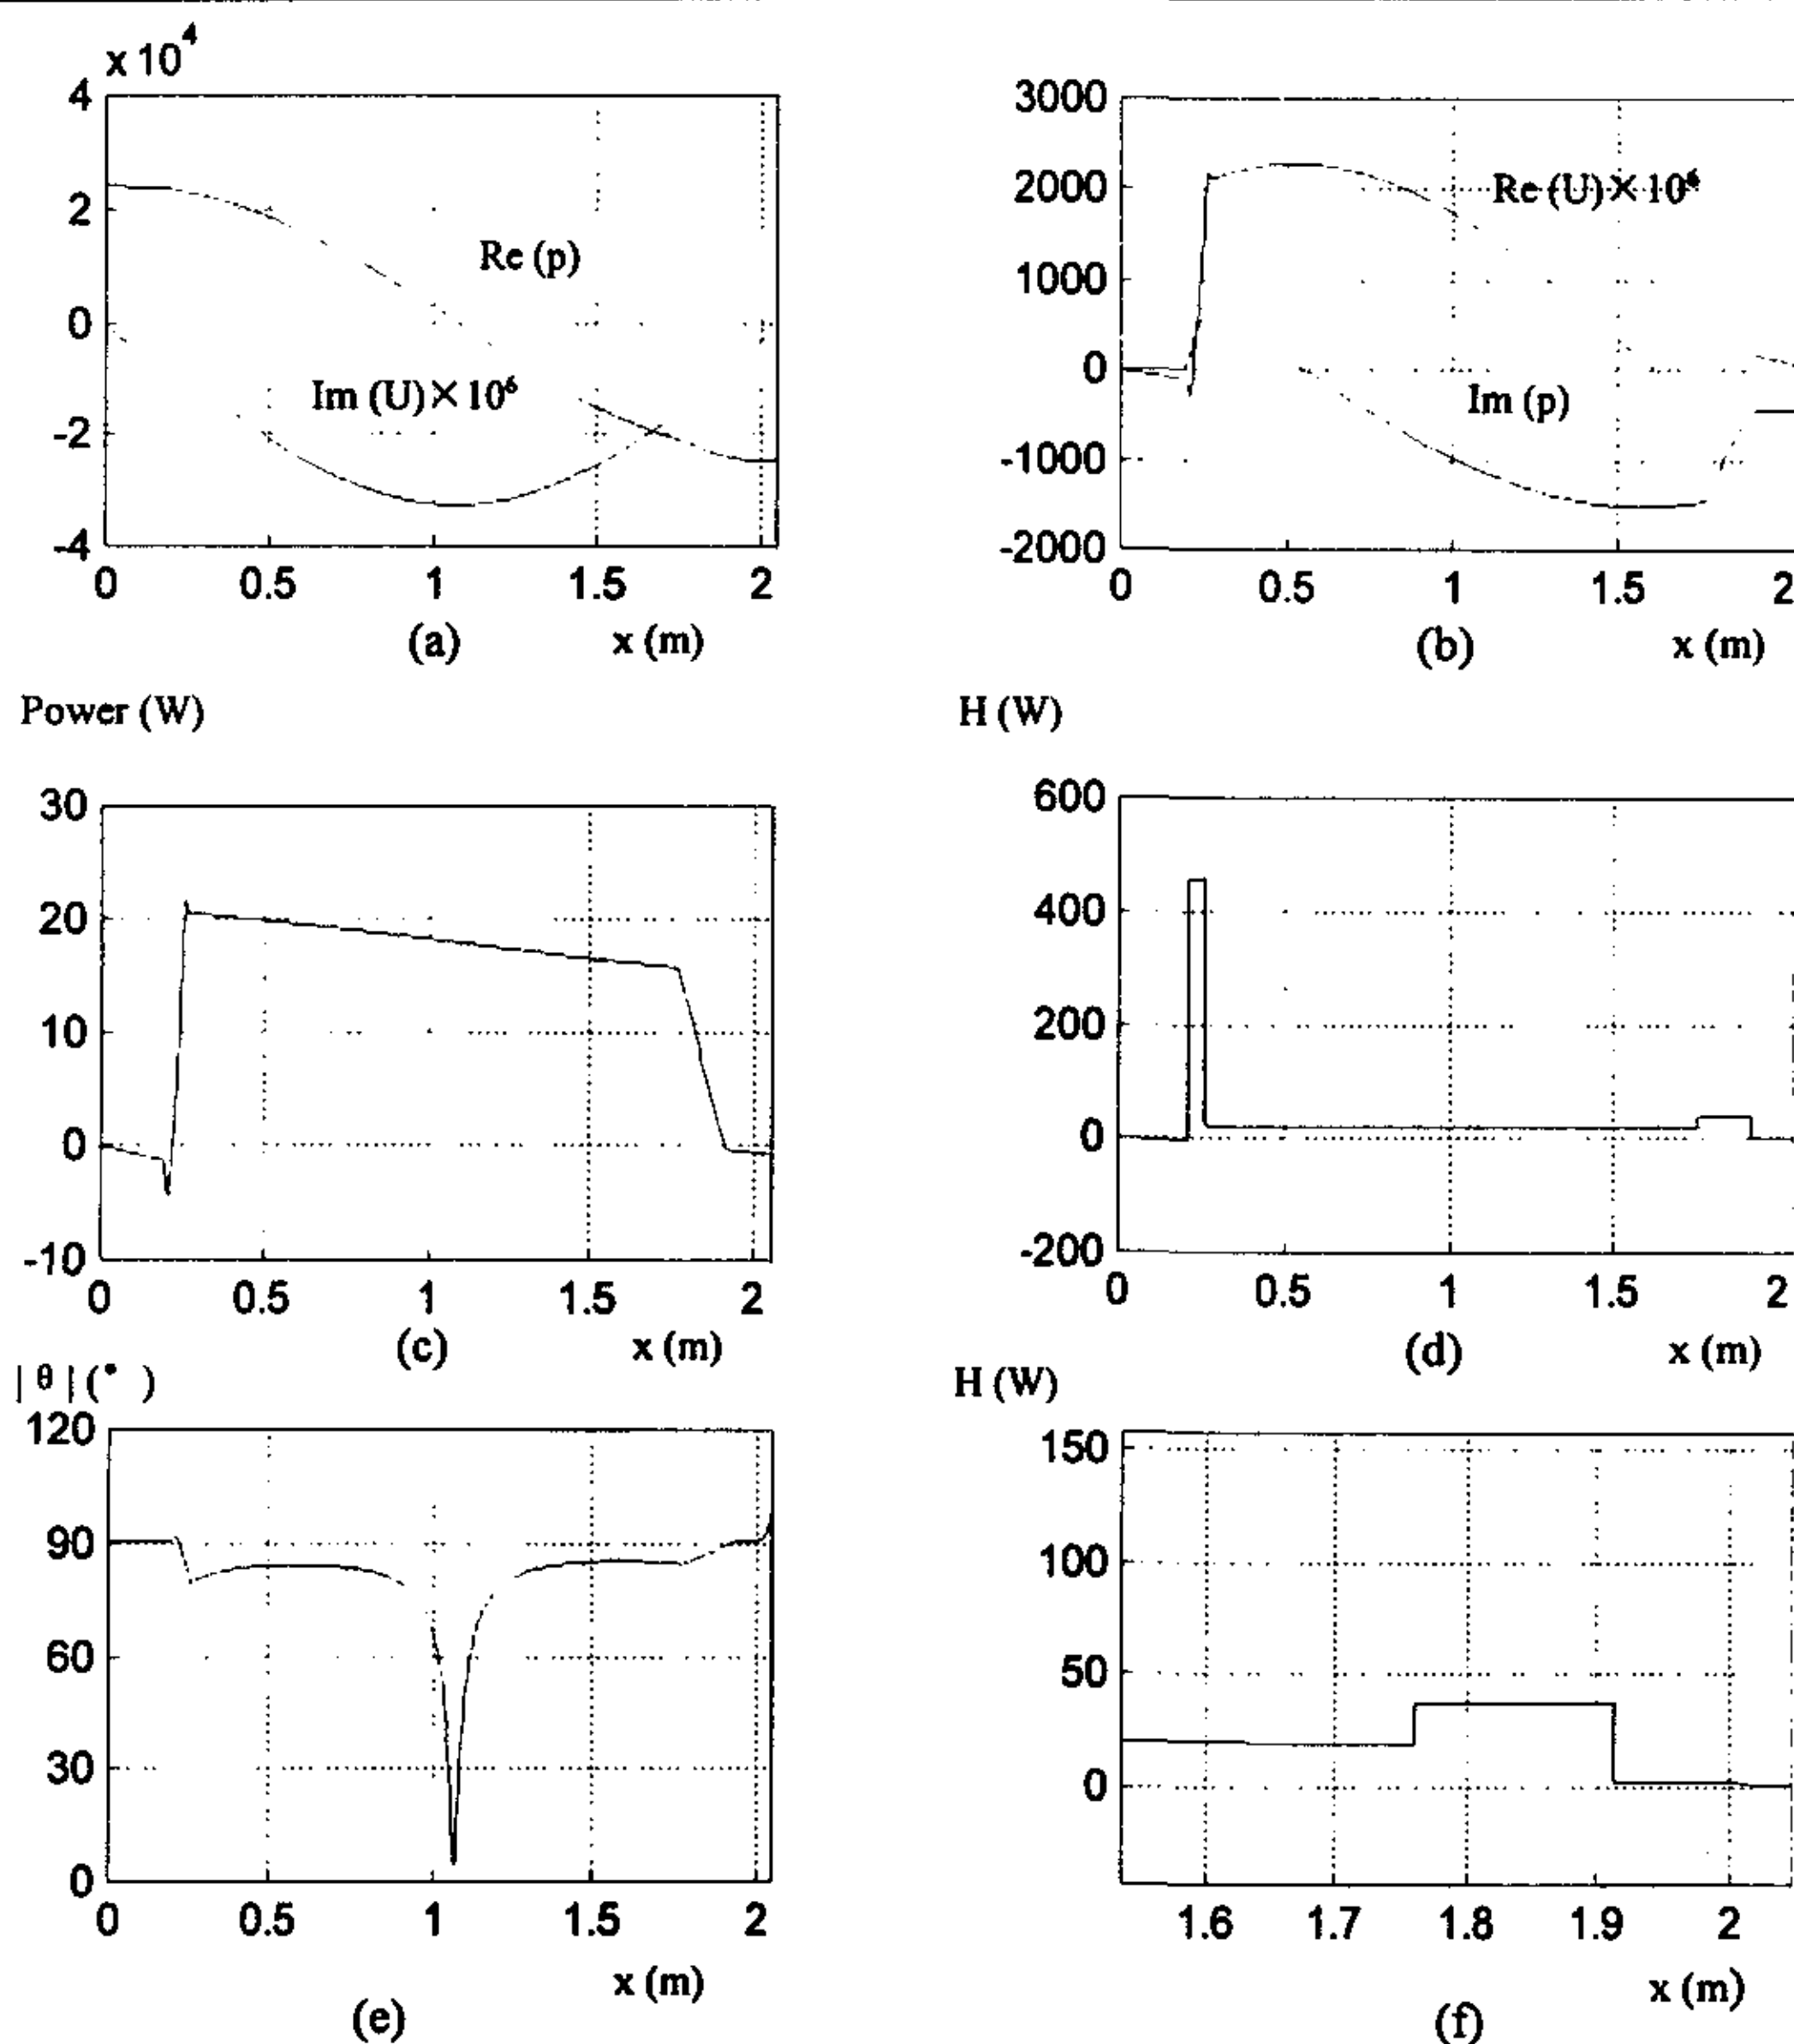 x 10^4
4
2
0
-2
-4
Re (p)
Im (U)×10^6
0 0.5 1 1.5 2
(a) x (m)
3000
2000
1000
0
-1000
-2000
Re (U)×10^6
Im (p)
0 0.5 1 1.5 2
(b) x (m)
Power (W)
30
20
10
0
-10
0 0.5 1 1.5 2
(c) x (m)
H (W)
600
400
200
0
-200
0 0.5 1 1.5 2
(d) x (m)
|θ|(°)
120
90
60
30
0
0 0.5 1 1.5 2
x (m)
(e)
H (W)
150
100
50
0
1.6 1.7 1.8 1.9 2
x (m)
(f)